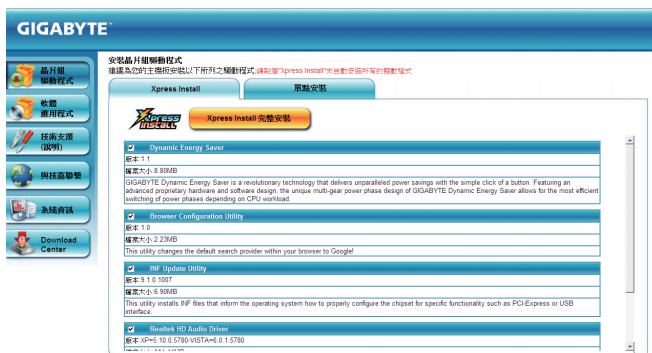 GIGABYTE
安裝晶片組驅動程式
建議為您的主機板安裝以下所列之驅動程式;請點選"Xpress Install"來自動安裝所有的驅動程式
晶片組
驅動程式
軟體
應用程式
技術支援
(說明)
與技嘉聯繫
系統資訊
Download
Center
Xpress Install
單點安裝
Xpress
Install
Xpress Install 完整安裝
Dynamic Energy Saver
版本:1.1
檔案大小:8.80MB
GIGABYTE Dynamic Energy Saver is a revolutionary technology that delivers unparalleled power savings with the simple click of a button. Featuring an
advanced proprietary hardware and software design, the unique multi-gear power phase design of GIGABYTE Dynamic Energy Saver allows for the most efficient
switching of power phases depending on CPU workload.
Browser Configuration Utility
版本:1.0
檔案大小:2.23MB
This utility changes the default search provider within your browser to Google!
INF Update Utility
版本:9.1.0.1007
檔案大小:6.90MB
This utility installs INF files that inform the operating system how to properly configure the chipset for specific functionality such as PCI-Express or USB
interface.
Realtek HD Audio Driver
版本:XP=5.10.0.5780-VISTA=6.0.1.5780